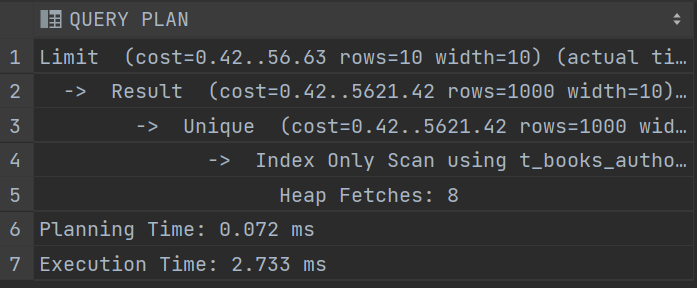 QUERY PLAN
1 Limit (cost=0.42..56.63 rows=10 width=10) (actual ti…
2 -> Result (cost=0.42..5621.42 rows=1000 width=10)…
3 -> Unique (cost=0.42..5621.42 rows=1000 wid…
4 -> Index Only Scan using t_books_autho…
5 Heap Fetches: 8
6 Planning Time: 0.072 ms
7 Execution Time: 2.733 ms